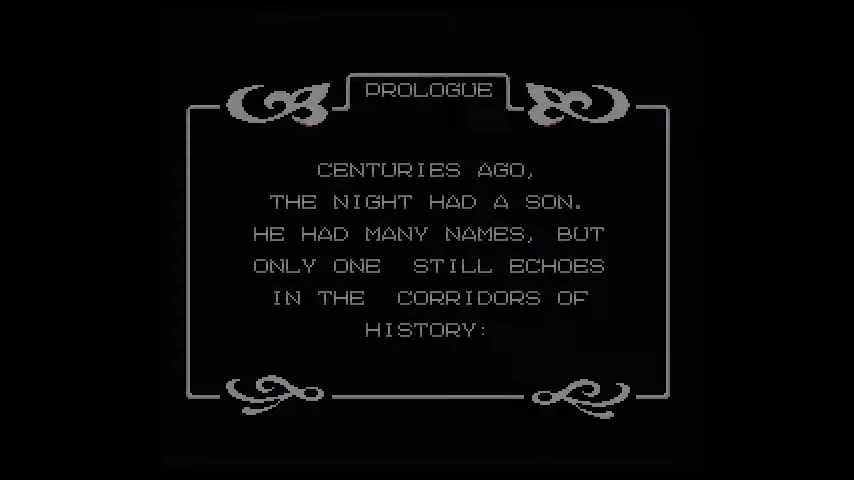 PROLOGUE
CENTURIES AGO,
THE NIGHT HAD A SON.
HE HAD MANY NAMES, BUT
ONLY ONE  STILL ECHOES
IN THE  CORRIDORS OF
HISTORY: